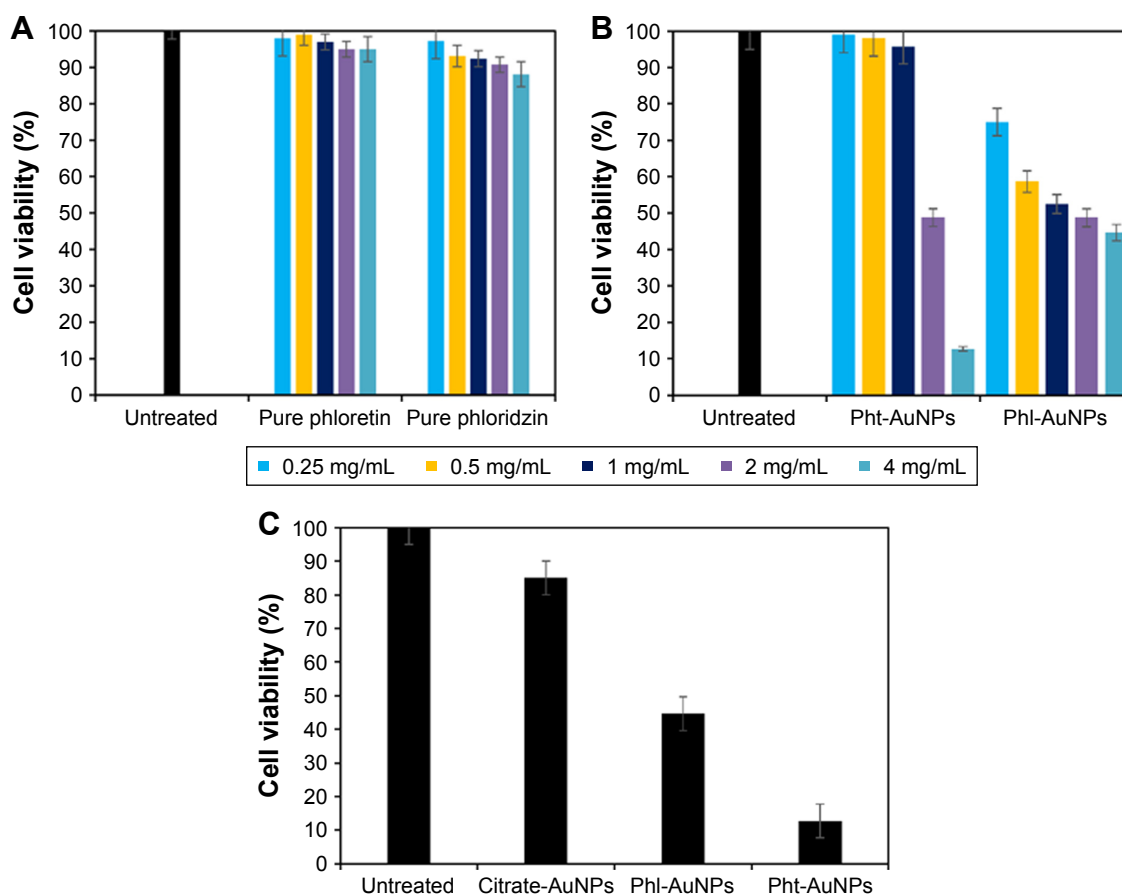 A
Cell viability (%)
100
90
80
70
60
50
40
30
20
10
0
Untreated
Pure phloretin
Pure phloridzin
B
Cell viability (%)
100
90
80
70
60
50
40
30
20
10
0
Untreated
Pht-AuNPs
Phl-AuNPs
0.25 mg/mL
0.5 mg/mL
1 mg/mL
2 mg/mL
4 mg/mL
C
Cell viability (%)
100
90
80
70
60
50
40
30
20
10
0
Untreated
Citrate-AuNPs
Phl-AuNPs
Pht-AuNPs